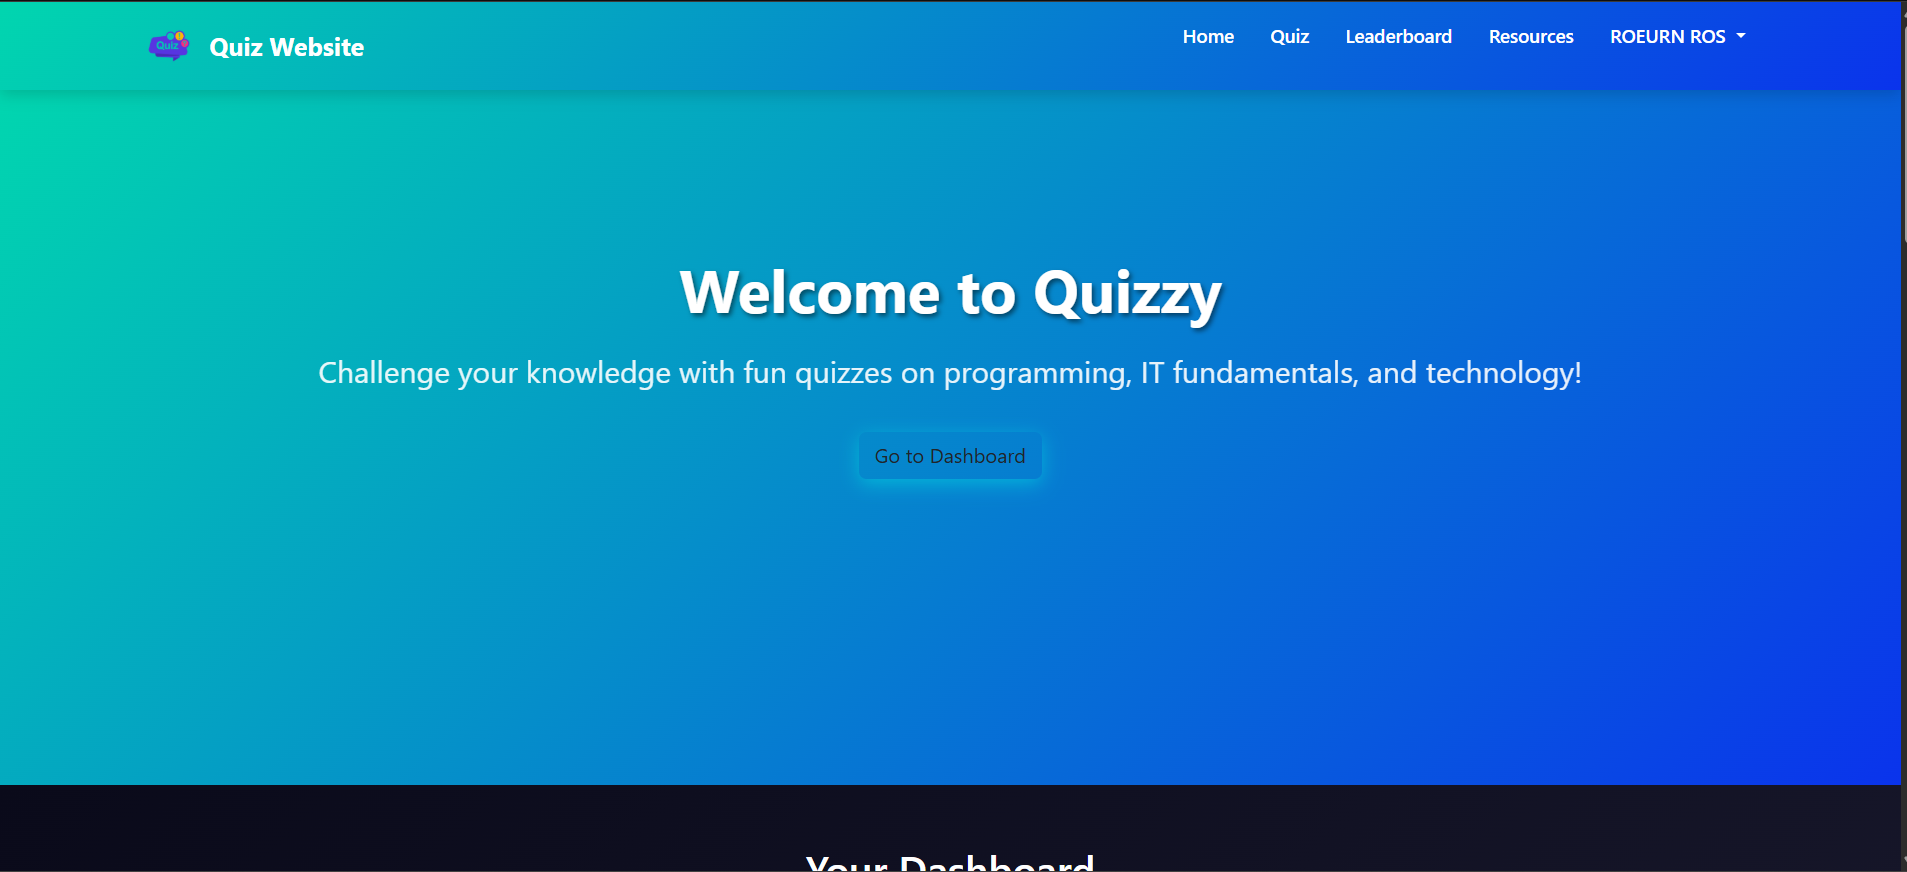 Quiz
Quiz Website
Home
Quiz
Leaderboard
Resources
ROEURN ROS
Welcome to Quizzy
Challenge your knowledge with fun quizzes on programming, IT fundamentals, and technology!
Go to Dashboard
Your Dashboard